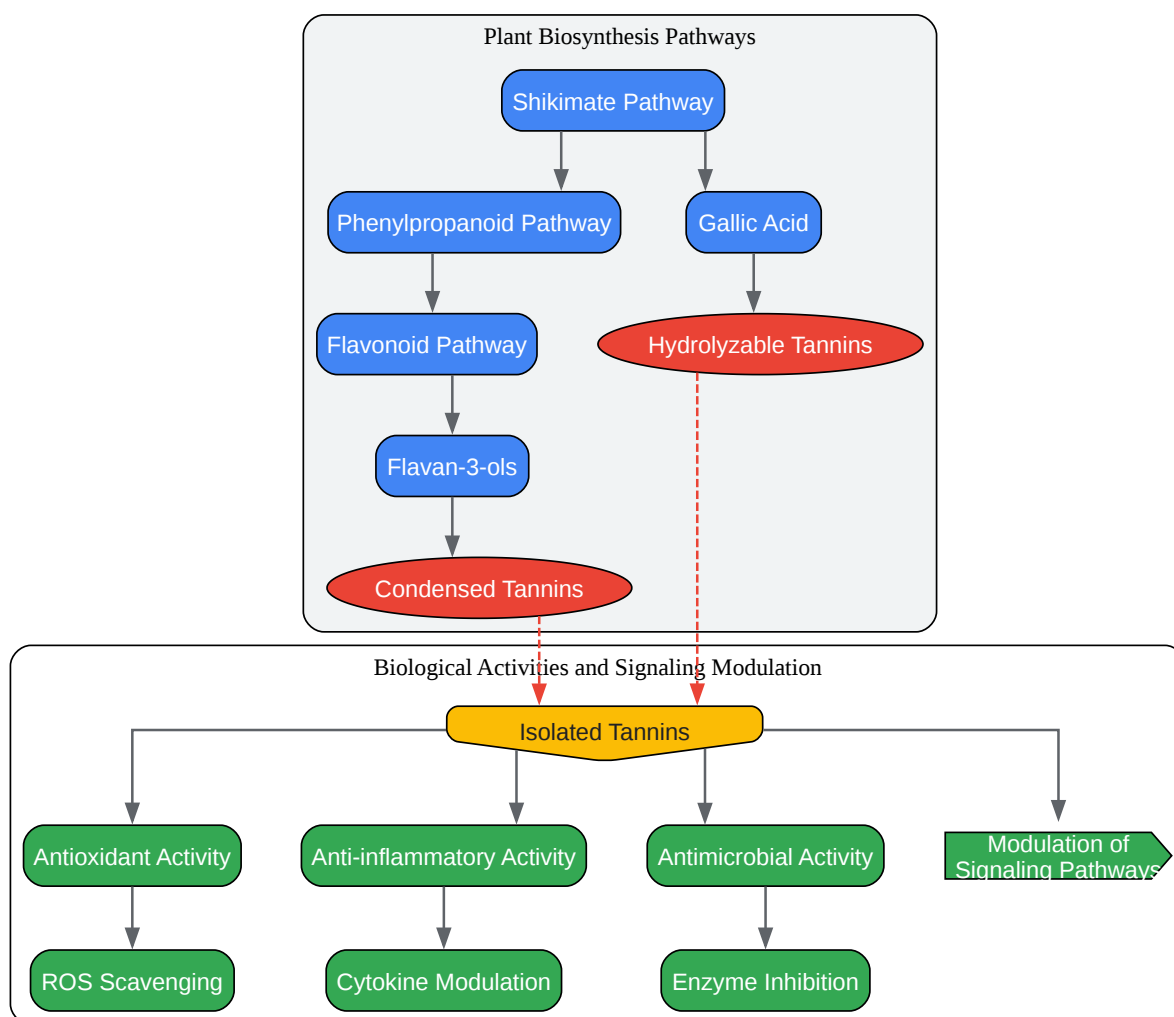 Plant Biosynthesis Pathways
Shikimate Pathway
Phenylpropanoid Pathway
Gallic Acid
Flavonoid Pathway
Hydrolyzable Tannins
Flavan-3-ols
Condensed Tannins
Biological Activities and Signaling Modulation
Isolated Tannins
Antioxidant Activity
Anti-inflammatory Activity
Antimicrobial Activity
Modulation of
Signaling Pathways
ROS Scavenging
Cytokine Modulation
Enzyme Inhibition